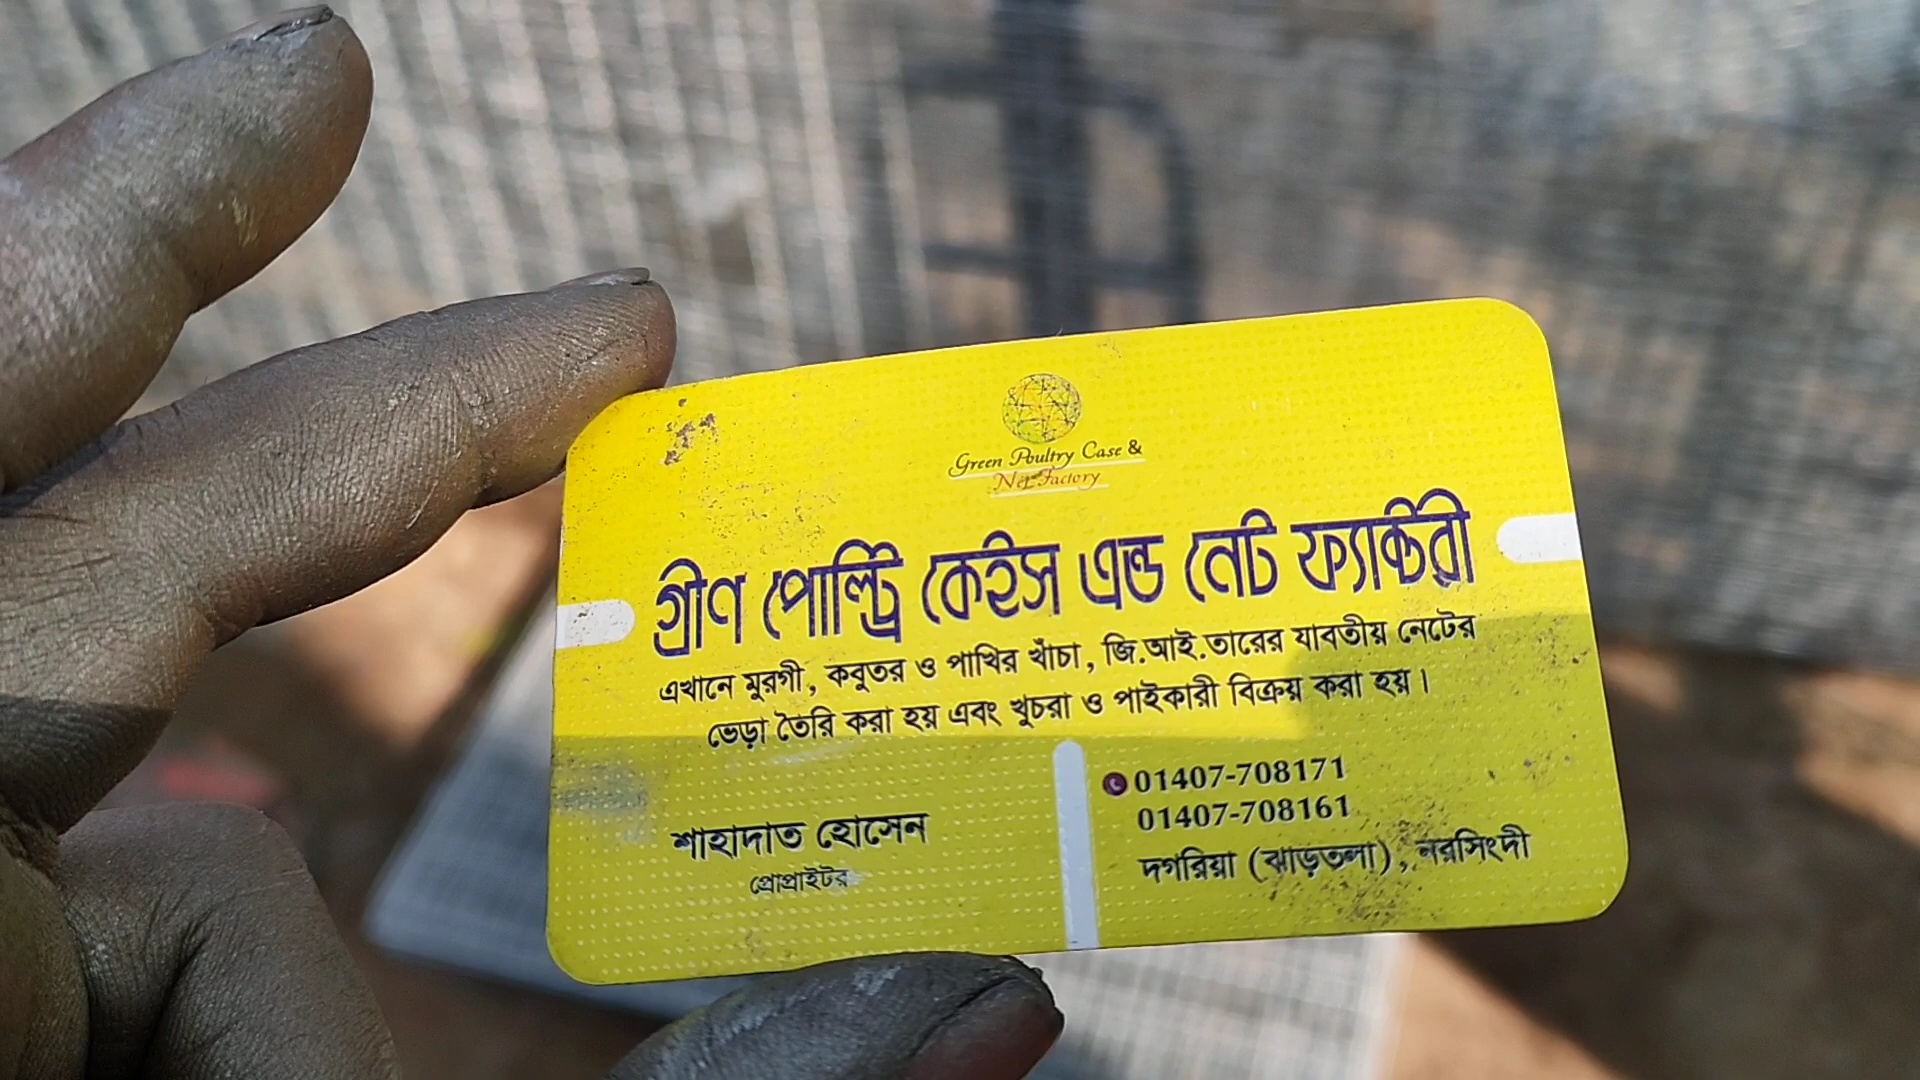 Green Poultry Case &
Net Factory
গ্রীণ পোল্ট্রি কেইস এন্ড নেট ফ্যাক্টরী
এখানে মুরগী, কবুতর ও পাখির খাঁচা, জি.আই.তারের যাবতীয় নেটের
ভেড়া তৈরি করা হয় এবং খুচরা ও পাইকারী বিক্রয় করা হয়।
শাহাদাত হোসেন
প্রোপ্রাইটর
01407-708171
01407-708161
দগরিয়া (ঝাড়তলা), নরসিংদী